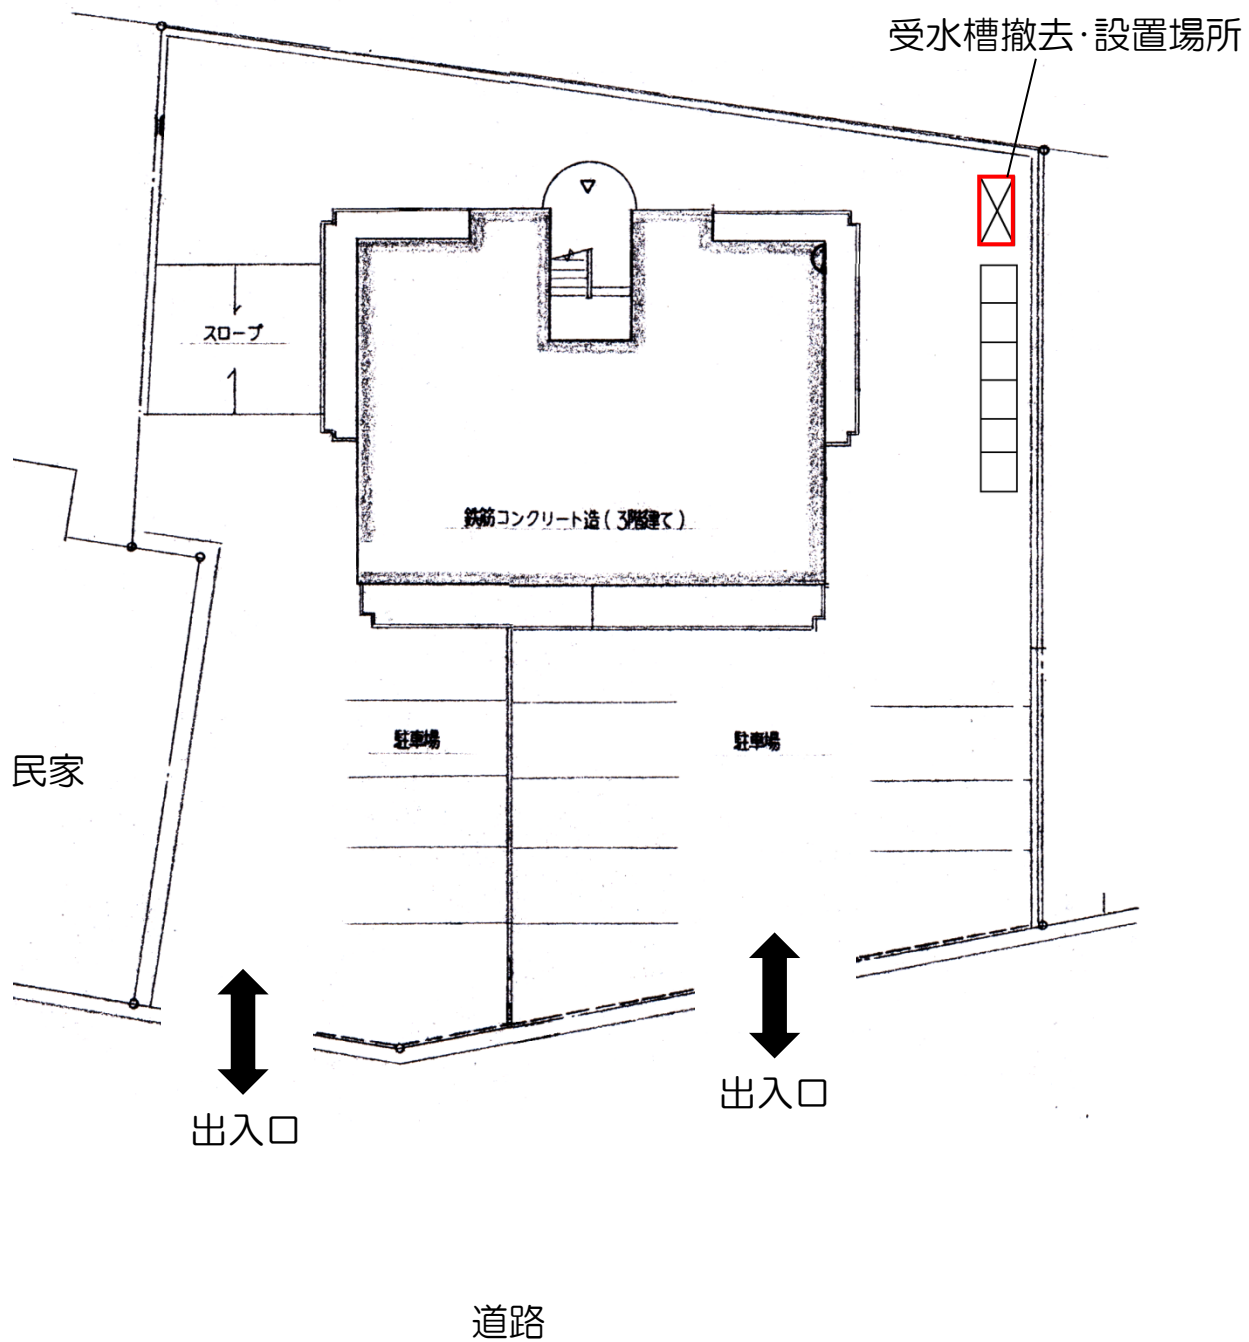 受水槽撤去・設置場所
スロープ
鉄筋コンクリート造(3階建て)
駐車場
駐車場
民家
出入口
出入口
道路